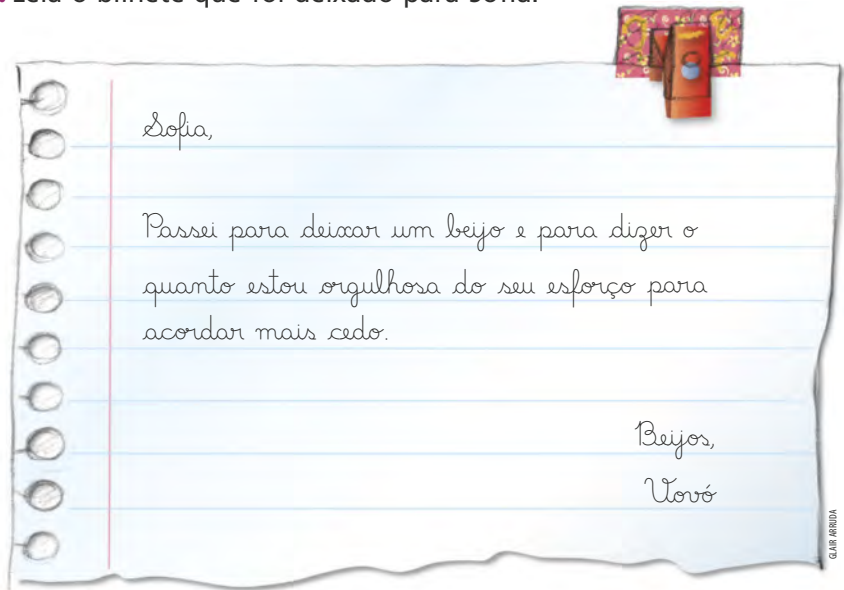 Leia o bilhete que foi deixado para Sofia.
Sofia,
Passei para deixar um beijo e para dizer o
quanto estou orgulhosa do seu esforço para
acordar mais cedo.
Beijos,
Vovó
GLAIR ARRUDA